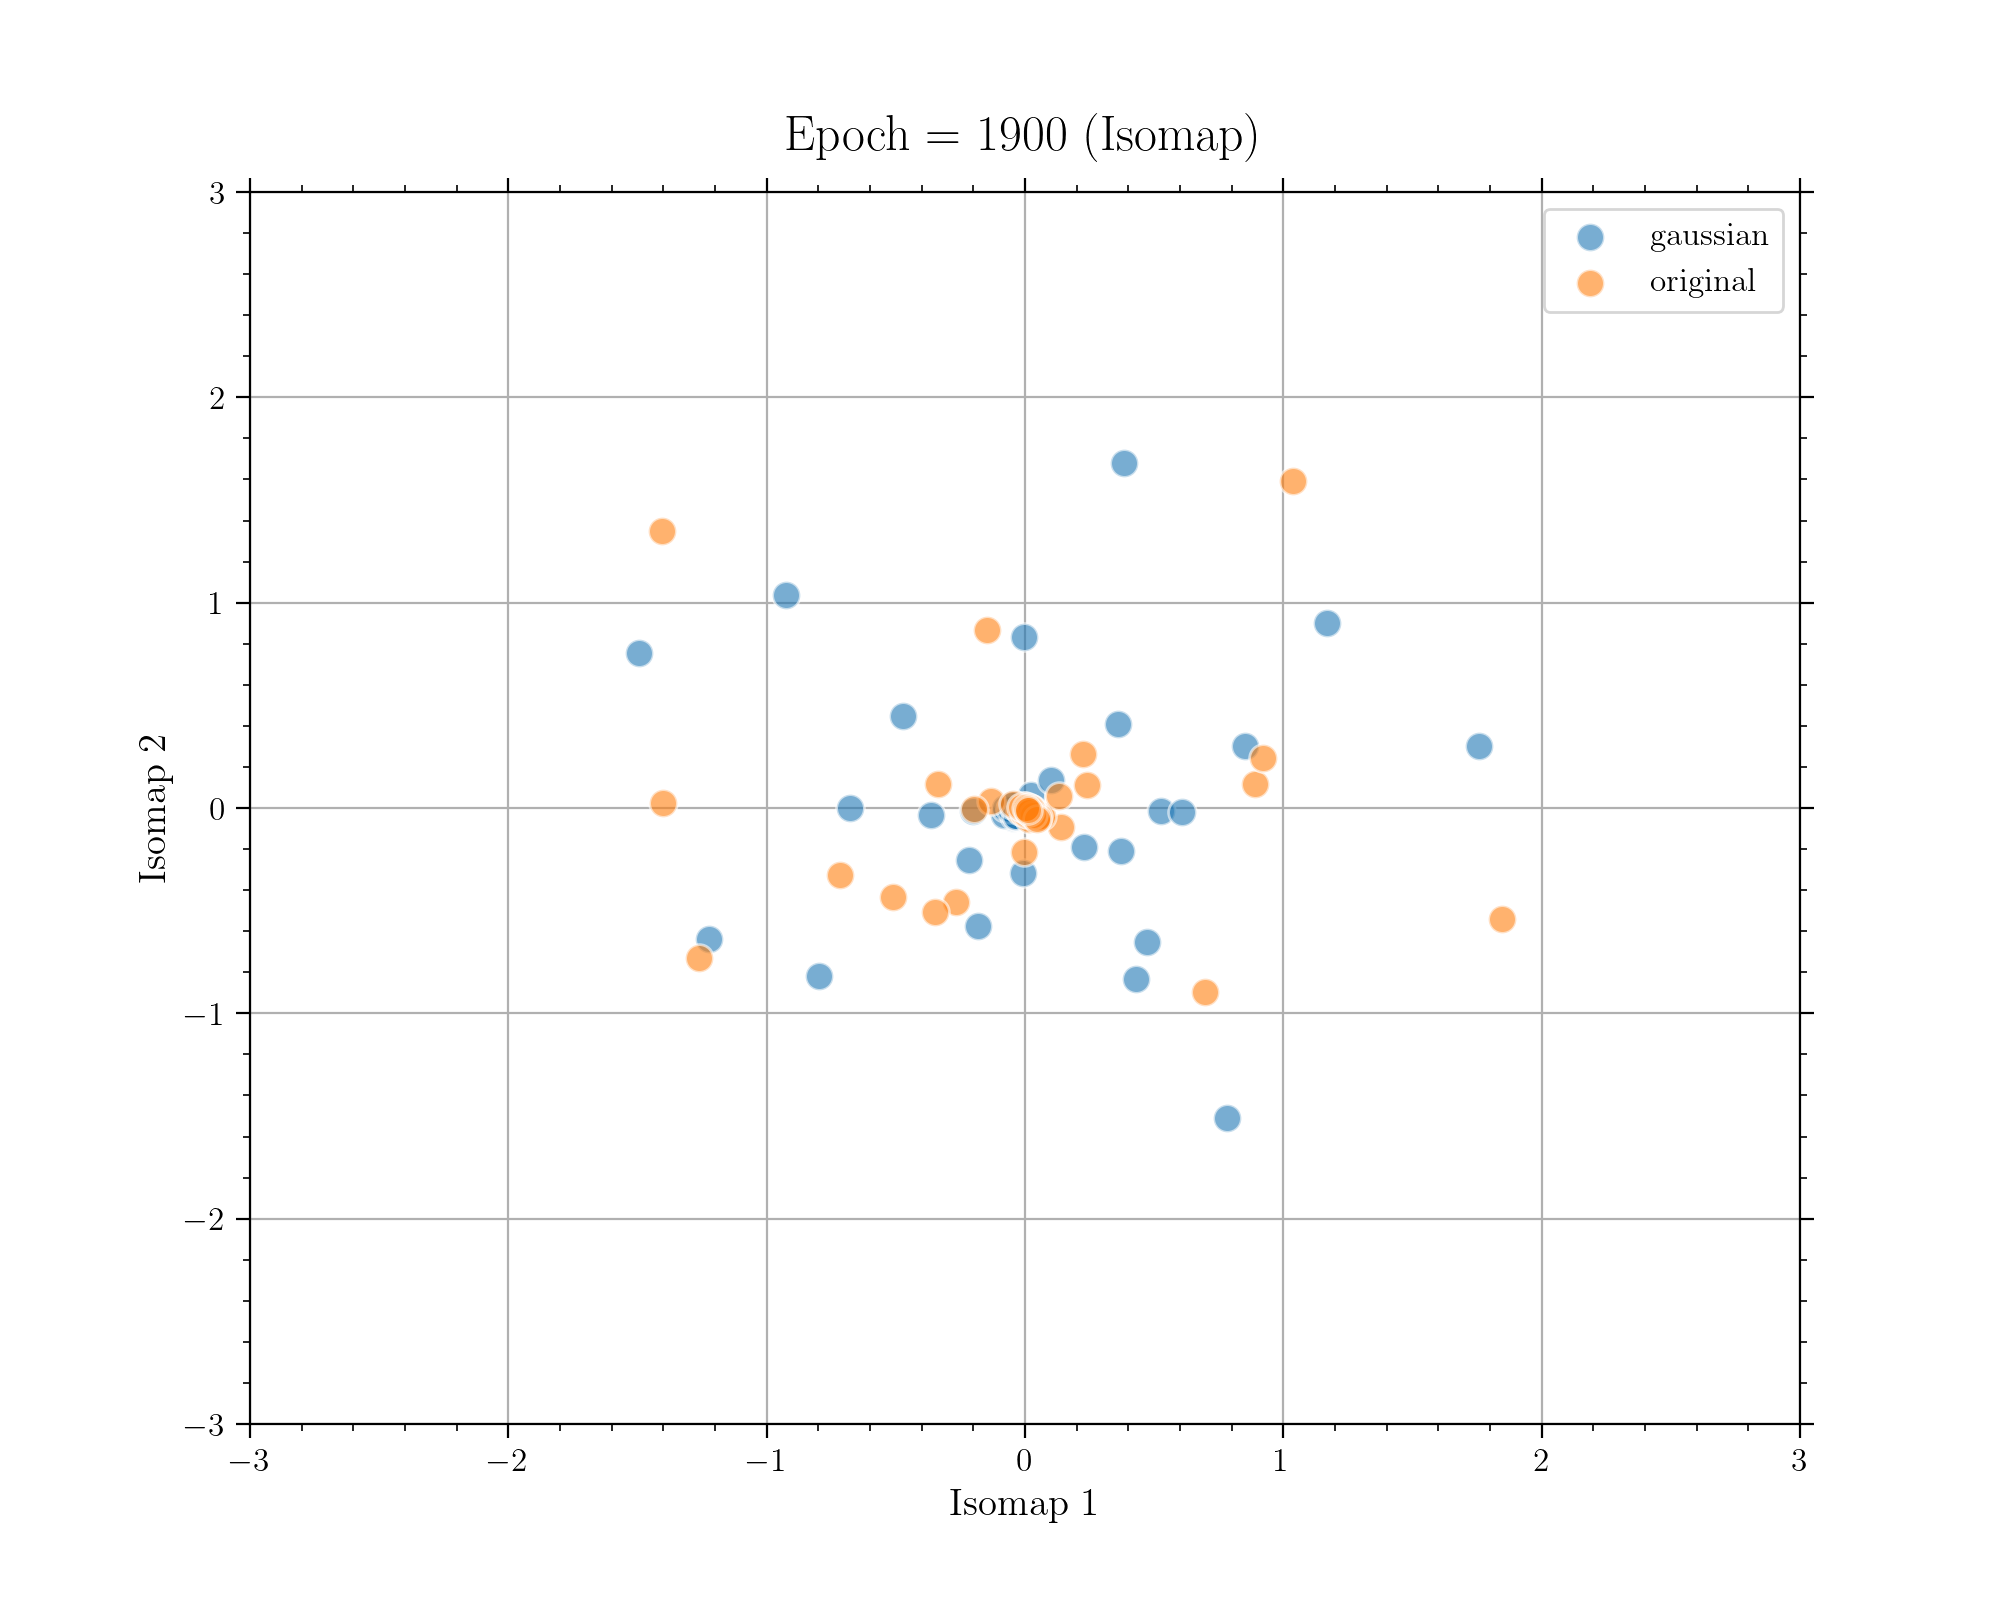 Epoch = 1900 (Isomap)
gaussian
original
3
2
1
0
−1
−2
−3
Isomap 2
−3
−2
−1
0
1
2
3
Isomap 1